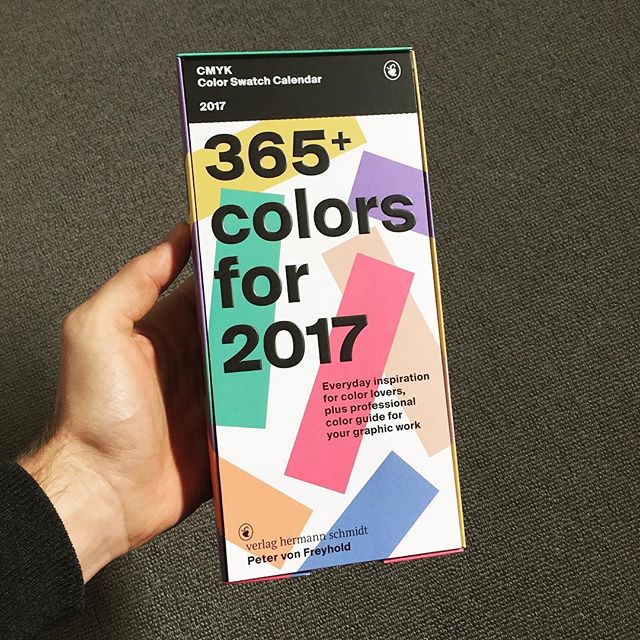 CMYK
Color Swatch Calendar
2017
365+
colors
for
2017
Everyday inspiration
for color lovers,
plus professional
color guide for
your graphic work
verlag hermann schmidt
Peter von Freyhold